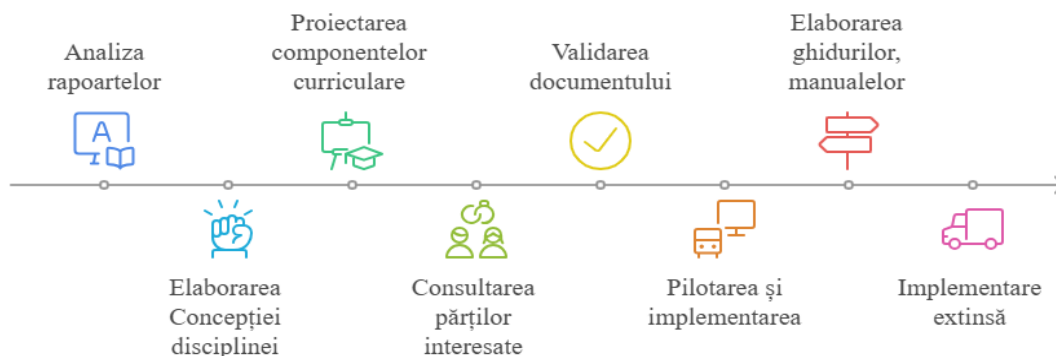 Analiza
rapoartelor
Elaborarea
Concepției
disciplinei
Proiectarea
componentelor
curriculare
Consultarea
părților
interesate
Validarea
documentului
Pilotarea și
implementarea
Elaborarea
ghidurilor,
manualelor
Implementare
extinsă